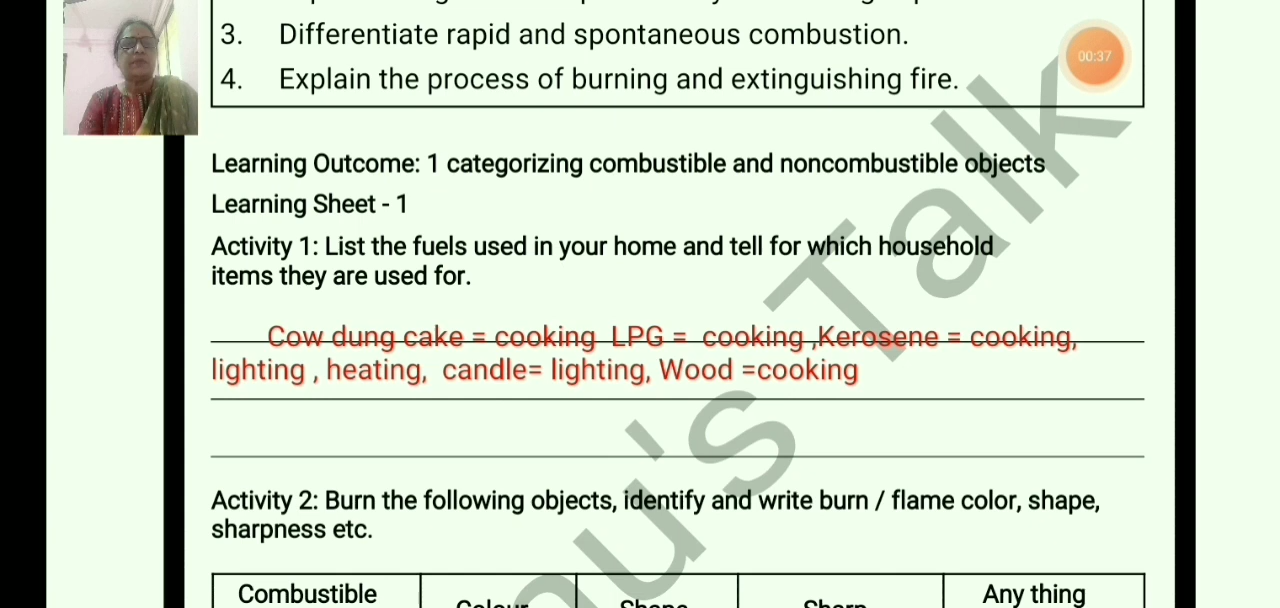 3. Differentiate rapid and spontaneous combustion.
00:37
4. Explain the process of burning and extinguishing fire.
Learning Outcome: 1 categorizing combustible and noncombustible objects
Learning Sheet - 1
Activity 1: List the fuels used in your home and tell for which household
items they are used for.
Cow dung cake = cooking LPG = cooking ,Kerosene = cooking,
lighting , heating, candle= lighting, Wood =cooking
Activity 2: Burn the following objects, identify and write burn / flame color, shape,
sharpness etc.
Combustible
Any thing
Colour Shape Sharp
's Talk